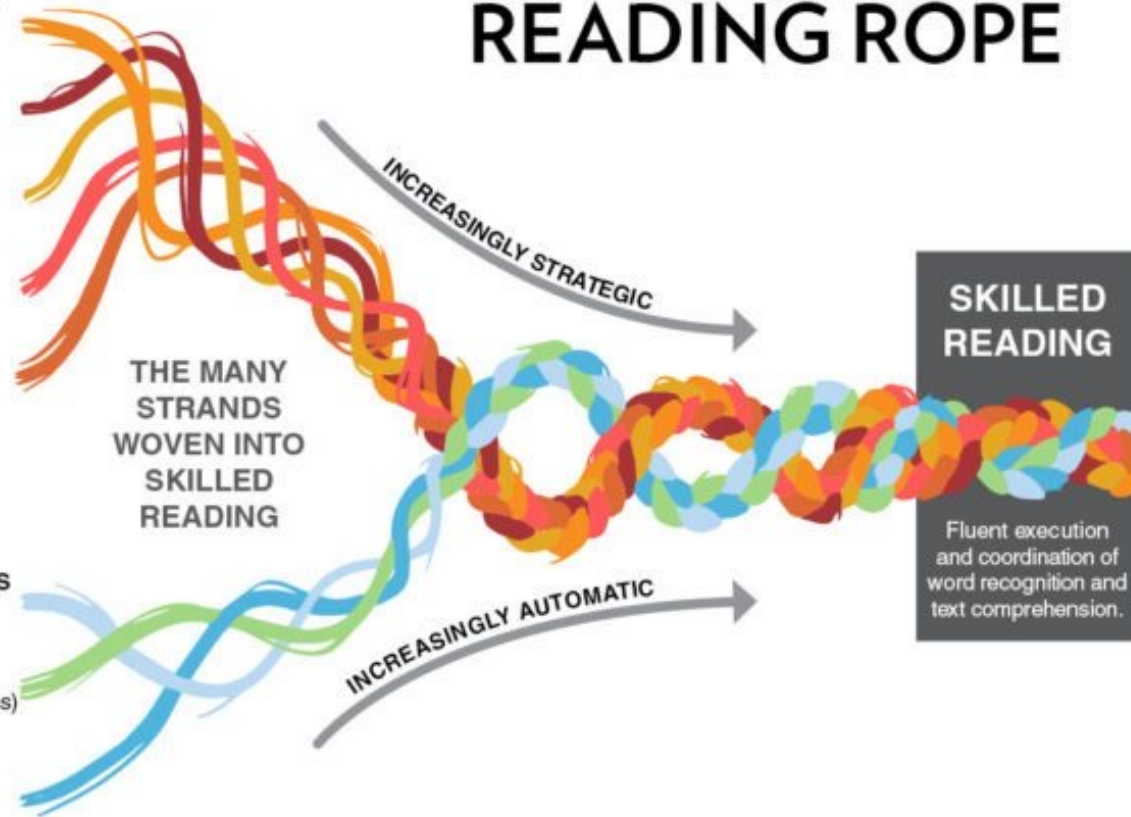 READING ROPE
INCREASINGLY STRATEGIC
SKILLED
READING
THE MANY
STRANDS
WOVEN INTO
SKILLED
READING
Fluent execution
and coordination of
word recognition and
text comprehension.
INCREASINGLY AUTOMATIC